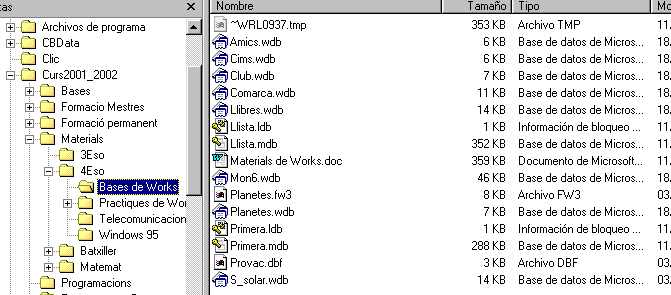 tas
Archivos de programa
CBData
Clic
Curs2001_2002
Bases
Formacio Mestres
Formació permanent
Materials
3Eso
4Eso
Bases de Works
Practiques de Wor
Telecomunicacion
Windows 95
Batxiller
Matemat
Programacions
Nombre Tamaño Tipo Mo
~WRL0937.tmp 353 KB Archivo TMP 11.
Amics.wdb 6 KB Base de datos de Micros... 18.
Cims.wdb 6 KB Base de datos de Micros... 18.
Club.wdb 7 KB Base de datos de Micros... 18.
Comarca.wdb 11 KB Base de datos de Micros... 18.
Llibres.wdb 14 KB Base de datos de Micros... 18.
Llista.ldb 1 KB Información de bloqueo ... 11.
Llista.mdb 352 KB Base de datos de Micros... 11.
Materials de Works.doc 359 KB Documento de Microsoft... 11.
Mon6.wdb 46 KB Base de datos de Micros... 18.
Planetes.fw3 8 KB Archivo FW3 03.
Planetes.wdb 7 KB Base de datos de Micros... 18.
Primera.ldb 1 KB Información de bloqueo ... 11.
Primera.mdb 288 KB Base de datos de Micros... 11.
Provac.dbf 3 KB Archivo DBF 03.
S_solar.wdb 14 KB Base de datos de Micros... 03.